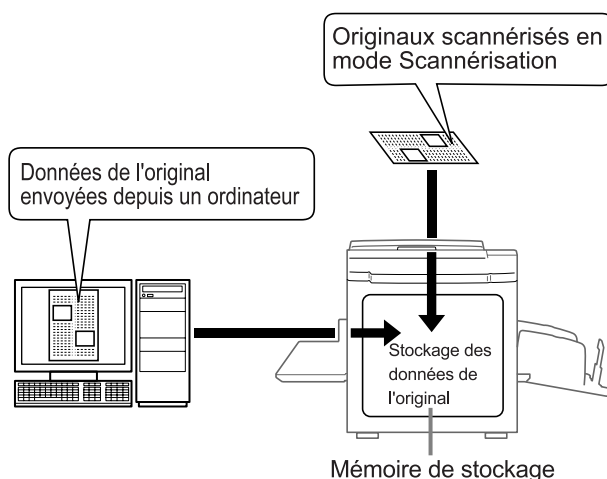 Originaux scannérisés en
mode Scannérisation
Données de l'original
envoyées depuis un ordinateur
Stockage des
données de
l'original
Mémoire de stockage